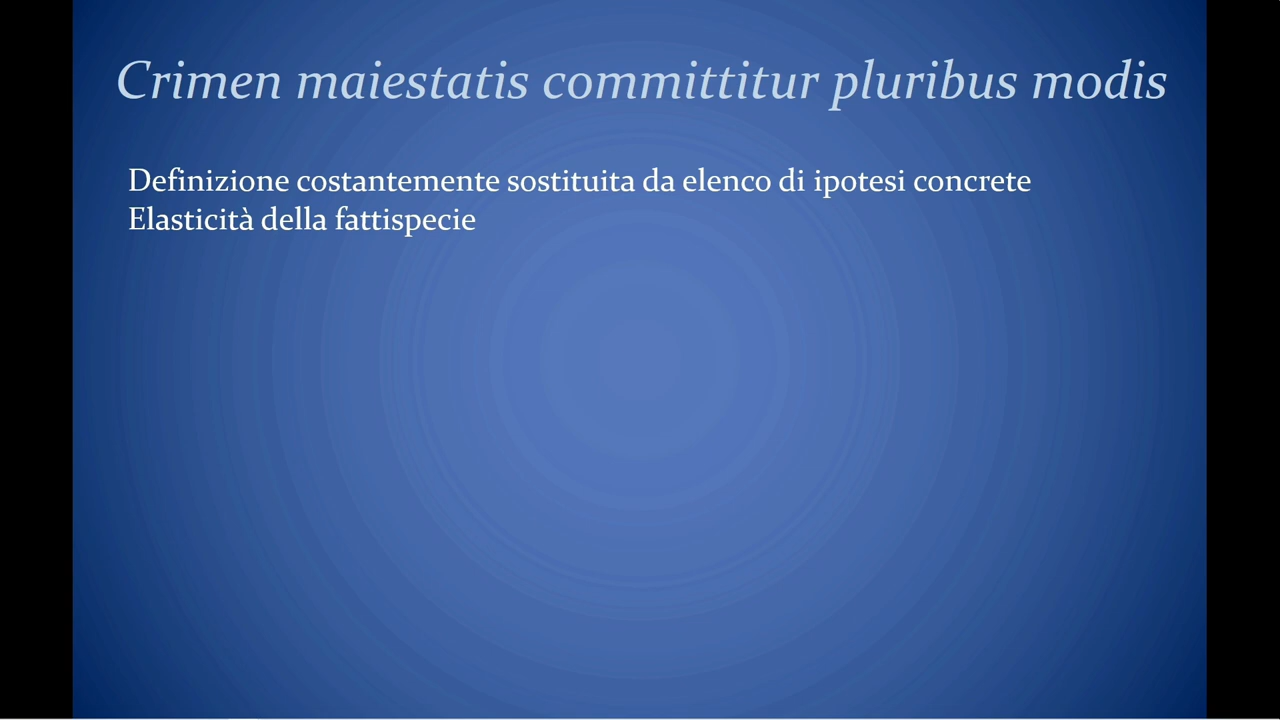 Crimen maiestatis committitur pluribus modis
Definizione costantemente sostituita da elenco di ipotesi concrete
Elasticità della fattispecie